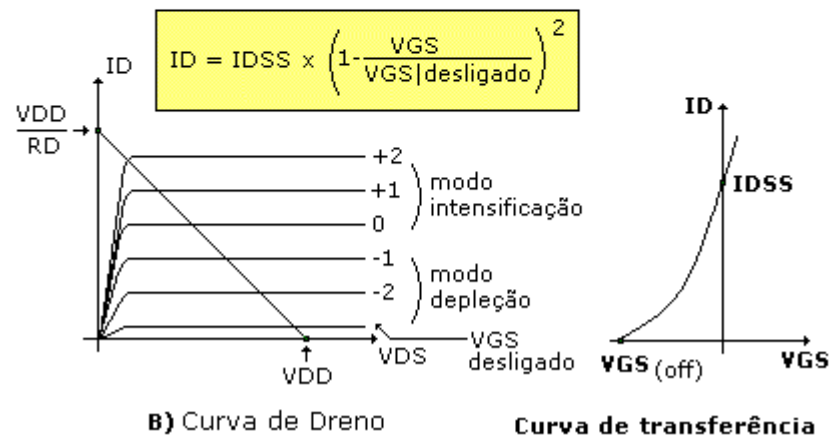 ID = IDSS x (1- VGS / VGS|desligado)²
ID
VDD
RD
+2
+1
0
-1
-2
modo
intensificação
modo
depleção
VDS
VGS
desligado
VDD
B) Curva de Dreno
ID
IDSS
VGS (off)
VGS
Curva de transferência